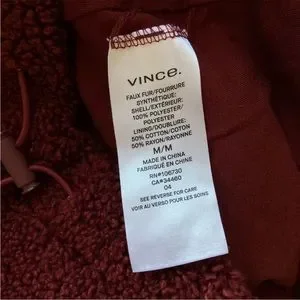 VINCE.
FAUX FUR/FOURRURE
SYNTHÉTIQUE:
SHELL/EXTÉRIEUR:
100% POLYESTER/
POLYESTER
LINING/DOUBLURE:
50% COTTON/COTON
50% RAYON/RAYONNE
M/M
MADE IN CHINA
FABRIQUÉ EN CHINE
RN#106730
CA#34460
04
SEE REVERSE FOR CARE
VOIR AU VERSO POUR LES SOINS